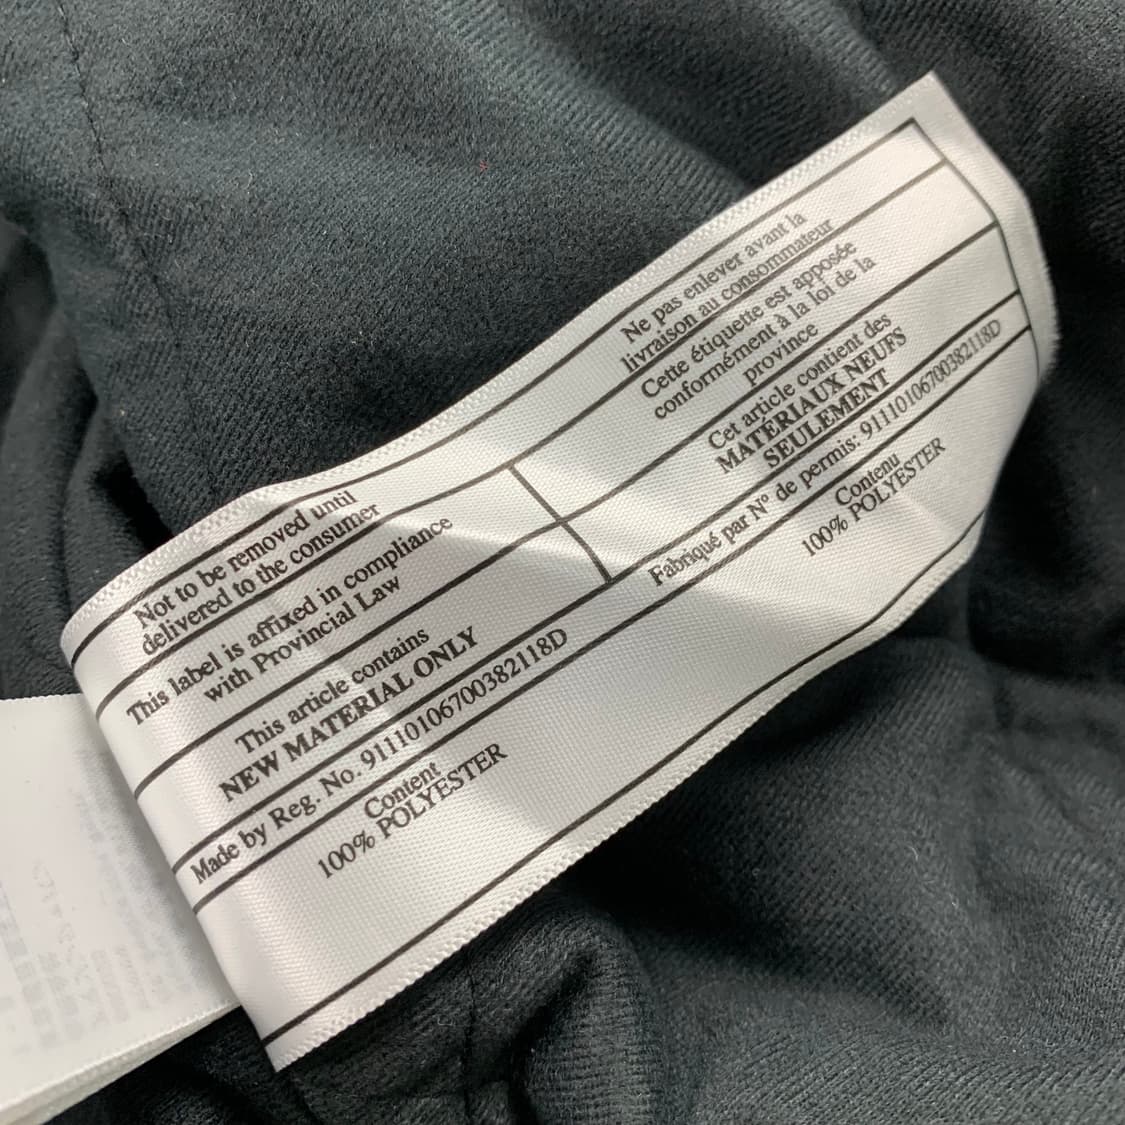 Not to be removed until
delivered to the consumer
This label is affixed in compliance
with Provincial Law
This article contains
NEW MATERIAL ONLY
Made by Reg. No. 91110106700382118D
Content
100% POLYESTER
Ne pas enlever avant la
livraison au consommateur
Cette étiquette est apposée
conformément à la loi de la
province
Cet article contient des
MATÉRIAUX NEUFS
SEULEMENT
Fabriqué par N° de permis: 91110106700382118D
Contenu
100% POLYESTER